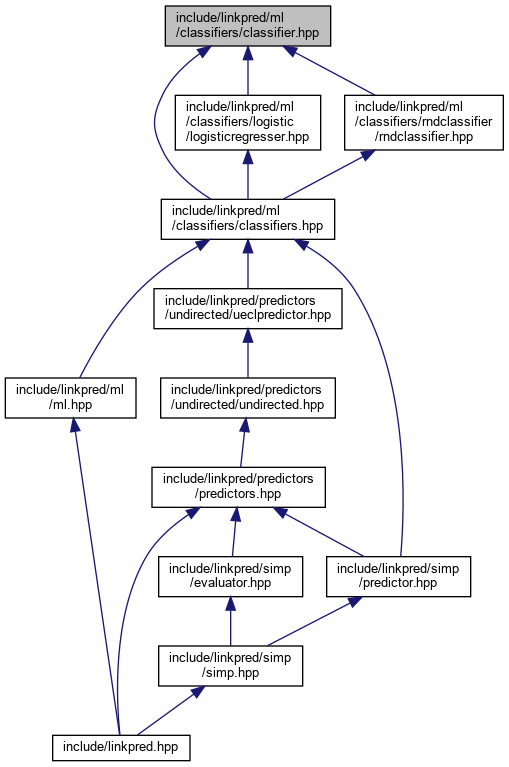 include/linkpred/ml
/classifiers/classifier.hpp
include/linkpred/ml
/classifiers/logistic
/logisticregresser.hpp
include/linkpred/ml
/classifiers/rndclassifier
/rndclassifier.hpp
include/linkpred/ml
/classifiers/classifiers.hpp
include/linkpred/predictors
/undirected/ueclpredictor.hpp
include/linkpred/ml
/ml.hpp
include/linkpred/predictors
/undirected/undirected.hpp
include/linkpred/predictors
/predictors.hpp
include/linkpred/simp
/evaluator.hpp
include/linkpred/simp
/predictor.hpp
include/linkpred/simp
/simp.hpp
include/linkpred.hpp